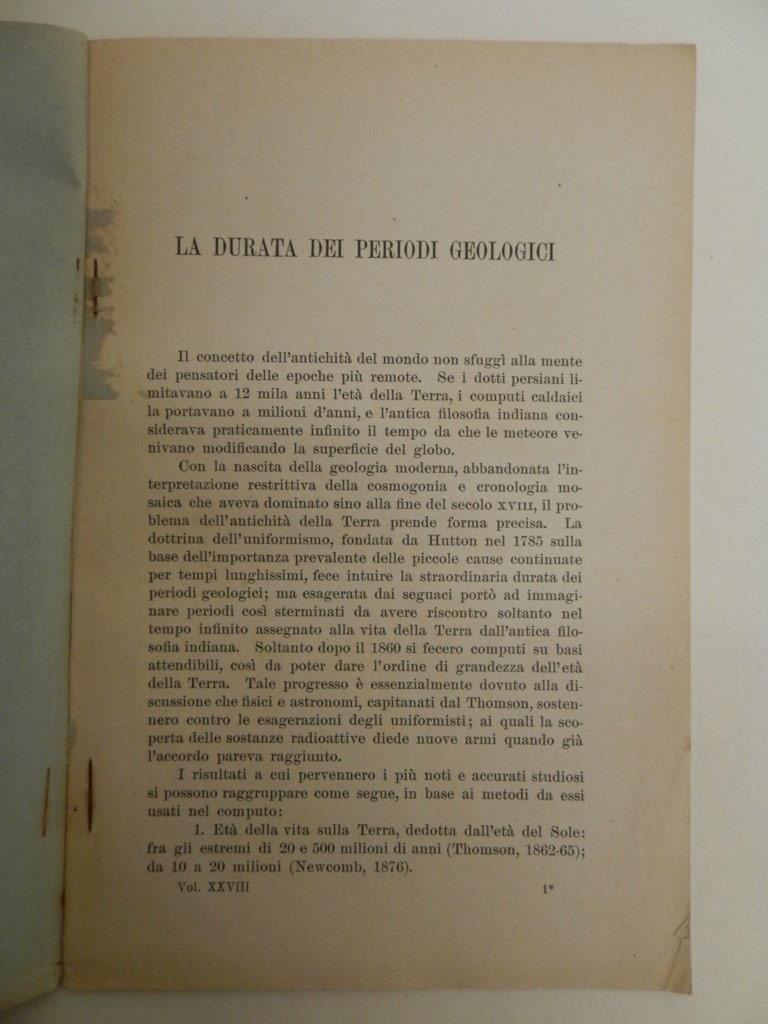 LA DURATA DEI PERIODI GEOLOGICI
Il concetto dell'antichità del mondo non sfuggì alla mente
dei pensatori delle epoche più remote. Se i dotti persiani li-
mitavano a 12 mila anni l'età della Terra, i computi caldaici
la portavano a milioni d'anni, e l'antica filosofia indiana con-
siderava praticamente infinito il tempo da che le meteore ve-
nivano modificando la superficie del globo.
Con la nascita della geologia moderna, abbandonata l'in-
terpretazione restrittiva della cosmogonia e cronologia mo-
saica che aveva dominato sino alla fine del secolo XVIII, il pro-
blema dell'antichità della Terra prende forma precisa. La
dottrina dell'uniformismo, fondata da Hutton nel 1785 sulla
base dell'importanza prevalente delle piccole cause continuate
per tempi lunghissimi, fece intuire la straordinaria durata dei
periodi geologici; ma esagerata dai seguaci portò ad immagi-
nare periodi così sterminati da avere riscontro soltanto nel
tempo infinito assegnato alla vita della Terra dall'antica filo-
sofia indiana. Soltanto dopo il 1860 si fecero computi su basi
attendibili, così da poter dare l'ordine di grandezza dell'età
della Terra. Tale progresso è essenzialmente dovuto alla di-
scussione che fisici e astronomi, capitanati dal Thomson, sosten-
nero contro le esagerazioni degli uniformisti; ai quali la sco-
perta delle sostanze radioattive diede nuove armi quando già
l'accordo pareva raggiunto.
I risultati a cui pervennero i più noti e accurati studiosi
si possono raggruppare come segue, in base ai metodi da essi
usati nel computo:
1. Età della vita sulla Terra, dedotta dall'età del Sole:
fra gli estremi di 20 e 500 milioni di anni (Thomson, 1862-65);
da 10 a 20 milioni (Newcomb, 1876).
Vol. XXVIII 1*